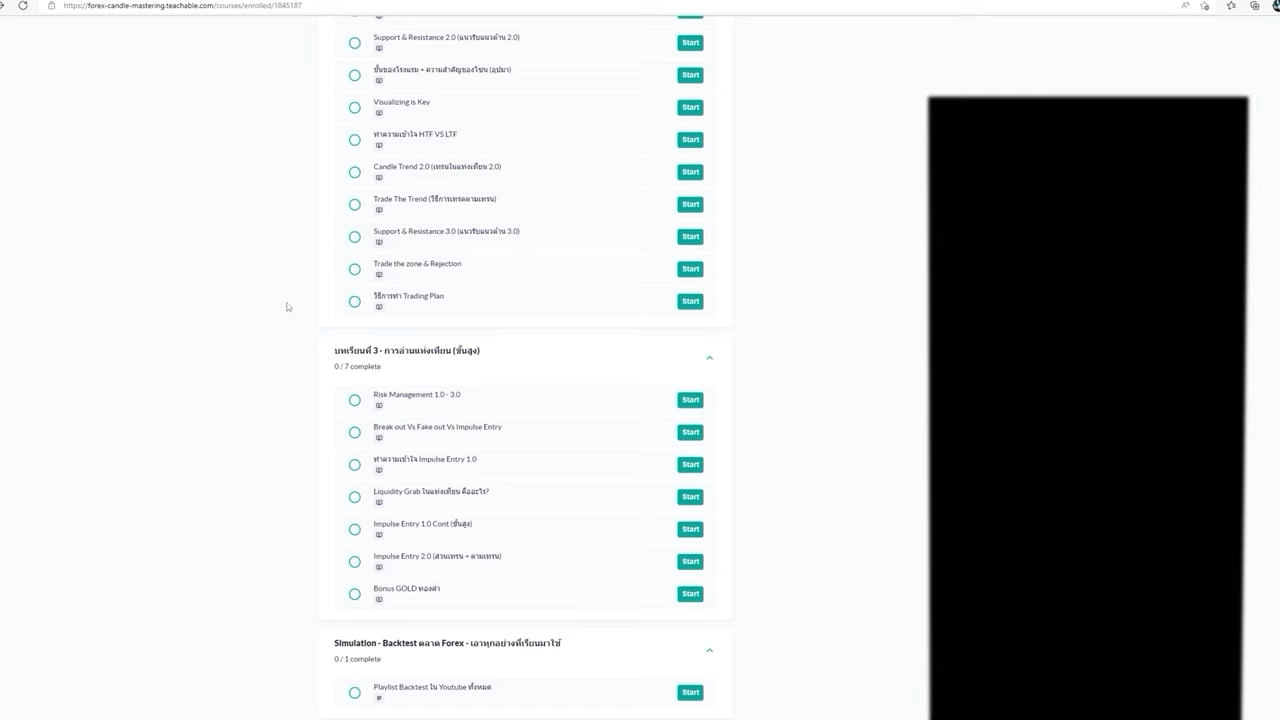 https://forex-candle-mastering.teachable.com/courses/enrolled/1845187
Support & Resistance 2.0 (แนวรับแนวต้าน 2.0)
Start
ชั้นของโรงแรม + ความสำคัญของโซน (อุปมา)
Start
Visualizing is Key
Start
ทำความเข้าใจ HTF VS LTF
Start
Candle Trend 2.0 (เทรนในแท่งเทียน 2.0)
Start
Trade The Trend (วิธีการเทรดตามเทรน)
Start
Support & Resistance 3.0 (แนวรับแนวต้าน 3.0)
Start
Trade the zone & Rejection
Start
วิธีการทำ Trading Plan
Start
บทเรียนที่ 3 - การอ่านแท่งเทียน (ขั้นสูง)
0 / 7 complete
Risk Management 1.0 - 3.0
Start
Break out Vs Fake out Vs Impulse Entry
Start
ทำความเข้าใจ Impulse Entry 1.0
Start
Liquidity Grab ในแท่งเทียน คืออะไร?
Start
Impulse Entry 1.0 Cont (ขั้นสูง)
Start
Impulse Entry 2.0 (สวนเทรน + ตามเทรน)
Start
Bonus GOLD ทองคำ
Start
Simulation - Backtest ตลาด Forex - เอาทุกอย่างที่เรียนมาใช้
0 / 1 complete
Playlist Backtest ใน Youtube ทั้งหมด
Start